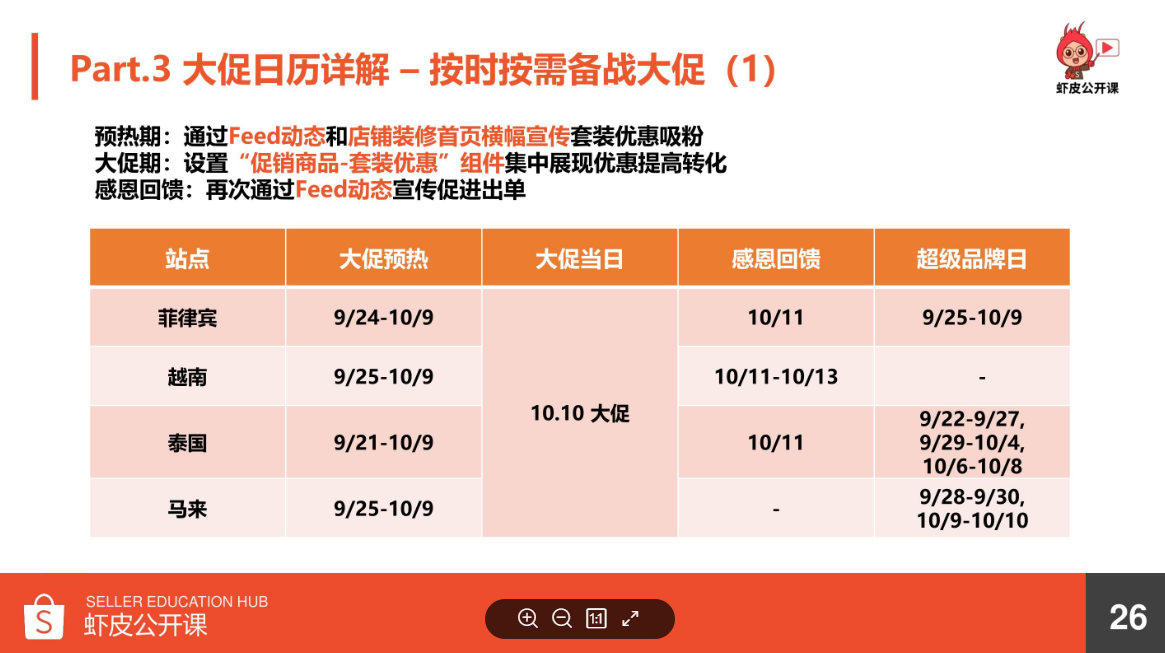 Part.3 大促日历详解 – 按时按需备战大促（1）
虾皮公开课
预热期：通过Feed动态和店铺装修首页横幅宣传套装优惠吸粉
大促期：设置“促销商品-套装优惠”组件集中展现优惠提高转化
感恩回馈：再次通过Feed动态宣传促进出单
站点 大促预热 大促当日 感恩回馈 超级品牌日
菲律宾 9/24-10/9 10/11 9/25-10/9
越南 9/25-10/9 10/11-10/13 -
10.10 大促
泰国 9/21-10/9 10/11 9/22-9/27,
9/29-10/4,
10/6-10/8
马来 9/25-10/9 - 9/28-9/30,
10/9-10/10
SELLER EDUCATION HUB
虾皮公开课
S
1:1
26